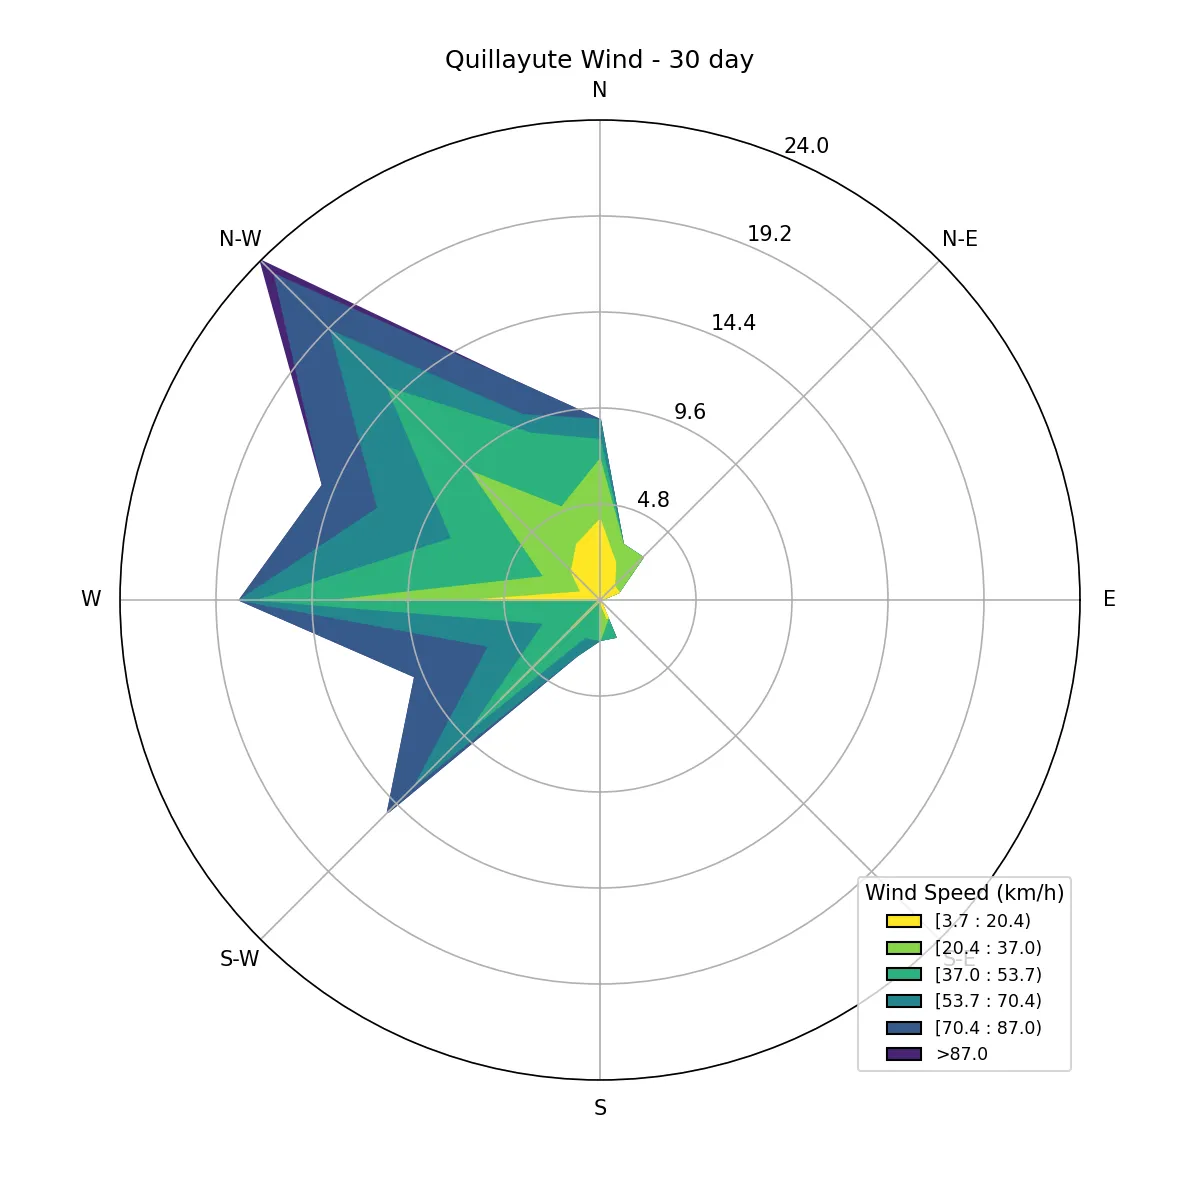 Quillayute Wind - 30 day
N
24.0
N-W
19.2
N-E
14.4
9.6
4.8
W
E
Wind Speed (km/h)
[3.7 : 20.4)
[20.4 : 37.0)
S-W
S-E
[37.0 : 53.7)
[53.7 : 70.4)
[70.4 : 87.0)
>87.0
S